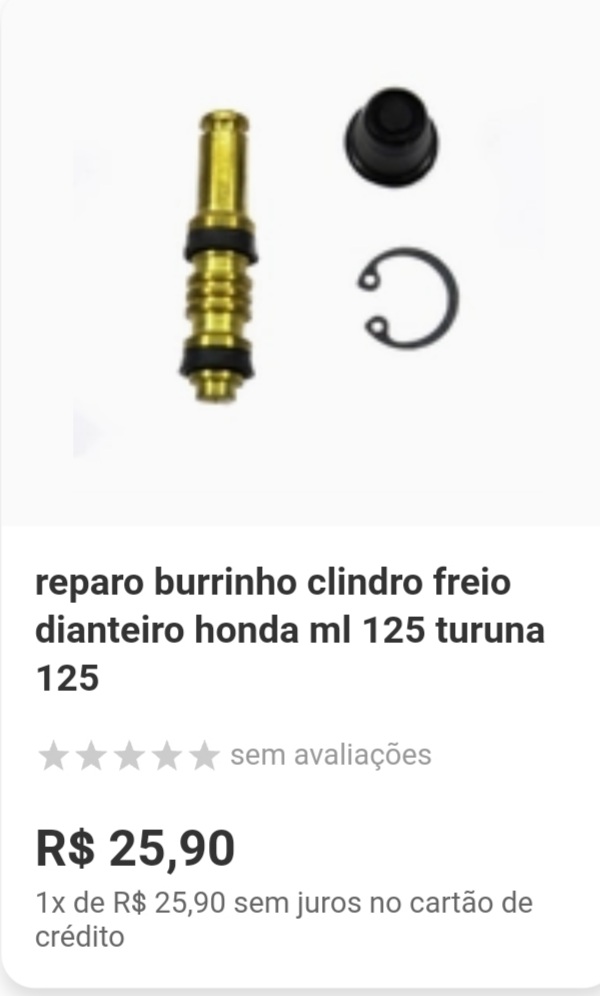 reparo burrinho clindro freio
dianteiro honda ml 125 turuna
125
sem avaliações
R$ 25,90
1x de R$ 25,90 sem juros no cartão de
crédito